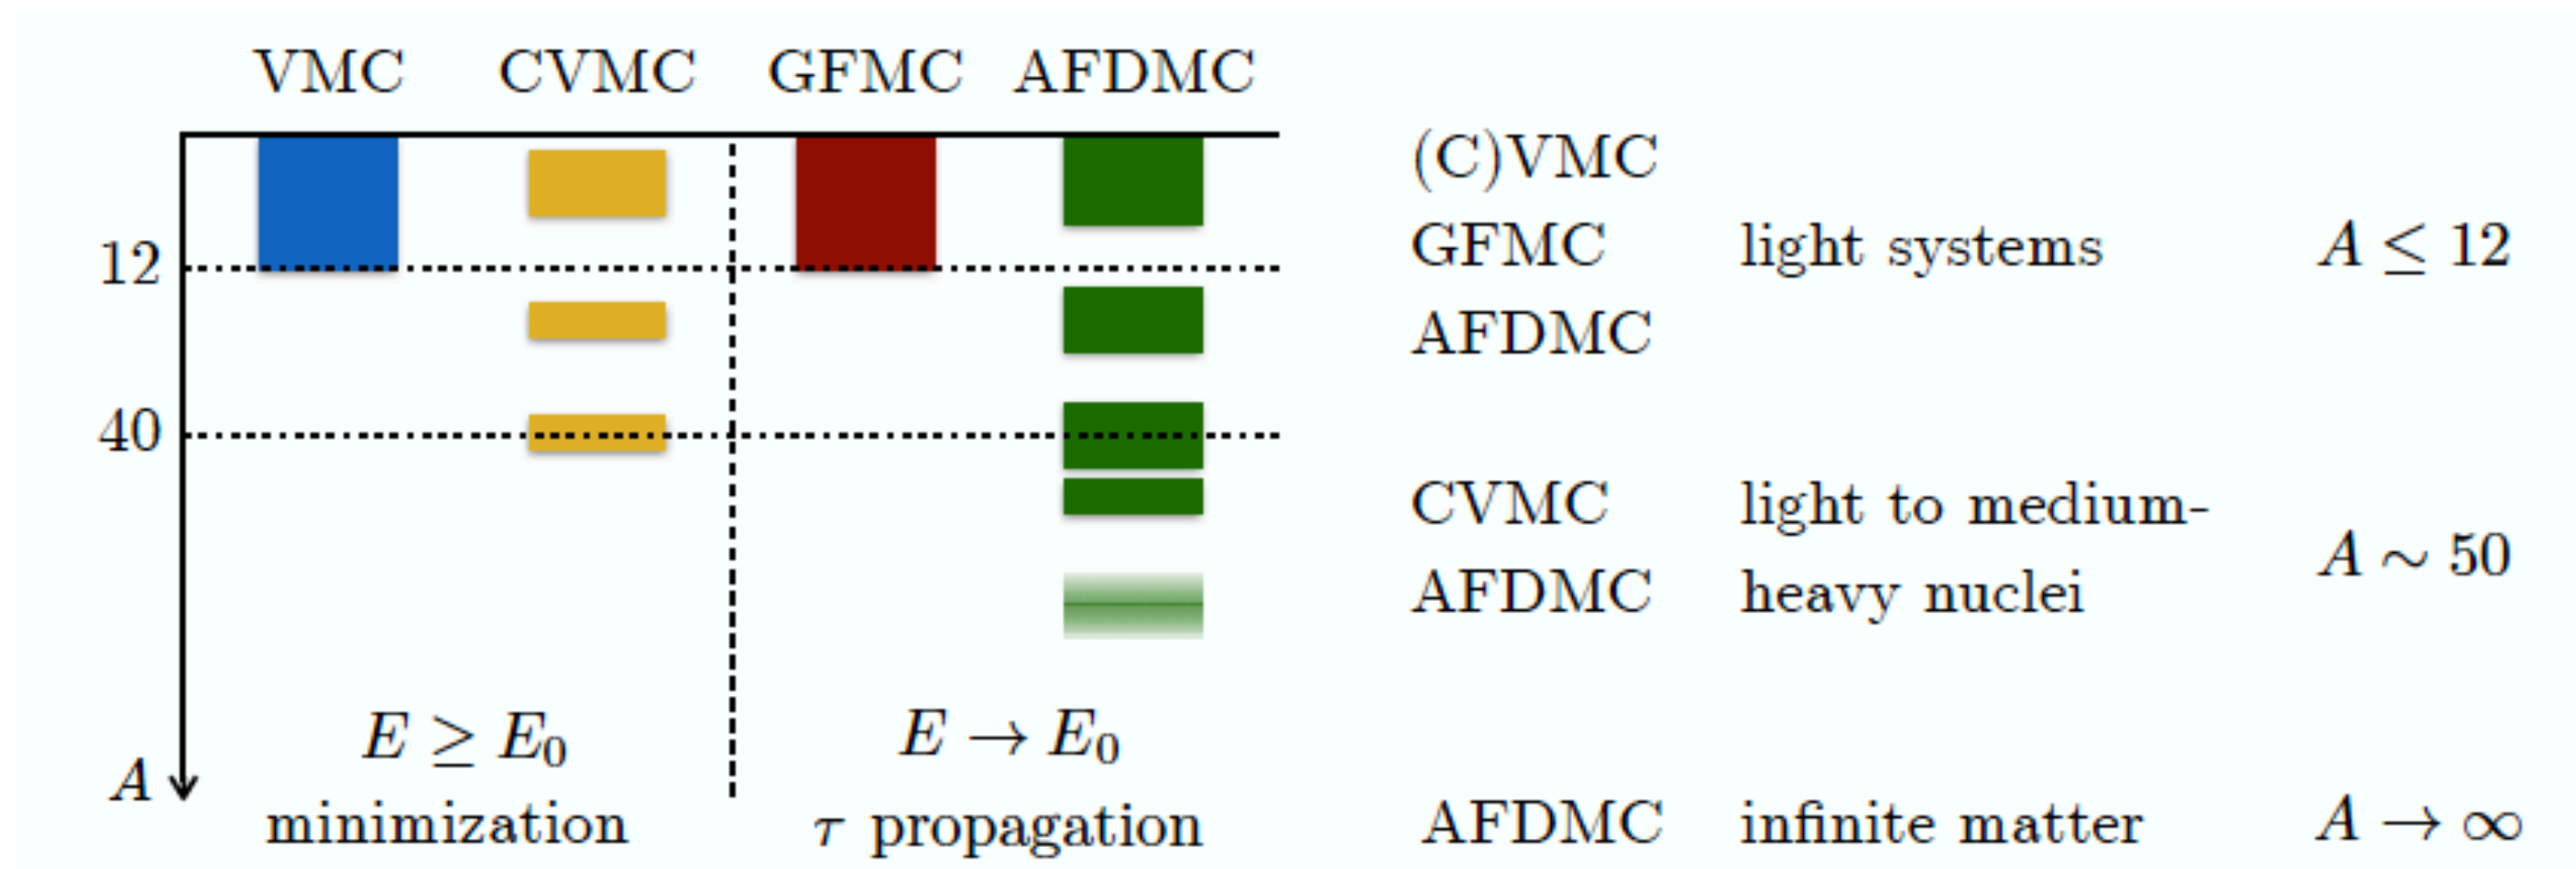 VMC CVMC GFMC AFDMC
12
40
A
E ≥ E₀
minimization
E → E₀
τ propagation
(C)VMC
GFMC light systems A ≤ 12
AFDMC
CVMC light to medium-
AFDMC heavy nuclei
A ∼ 50
AFDMC infinite matter A → ∞